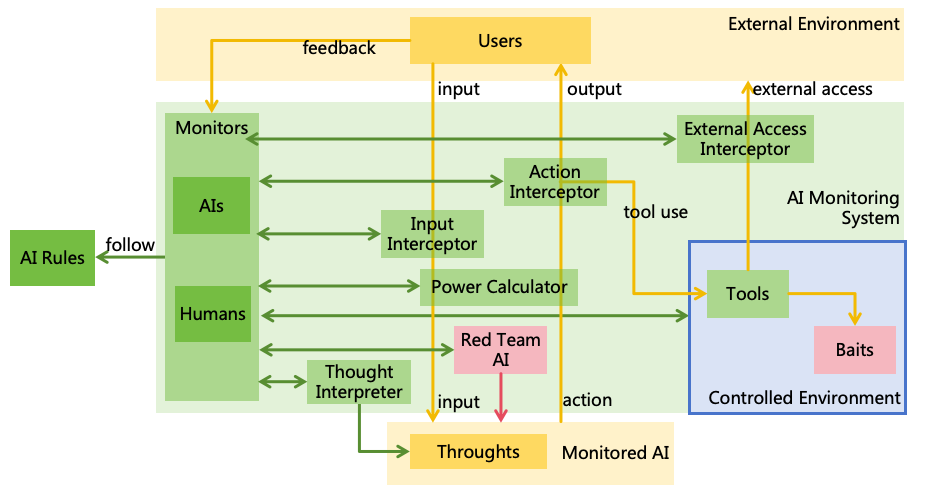 External Environment
Users
feedback
input
output
external access
Monitors
External Access
Interceptor
Action
Interceptor
AIs
AI Monitoring
System
tool use
Input
Interceptor
AI Rules
follow
Power Calculator
Tools
Humans
Red Team
AI
Baits
Thought
Interpreter
Controlled Environment
input
action
Throughts
Monitored AI